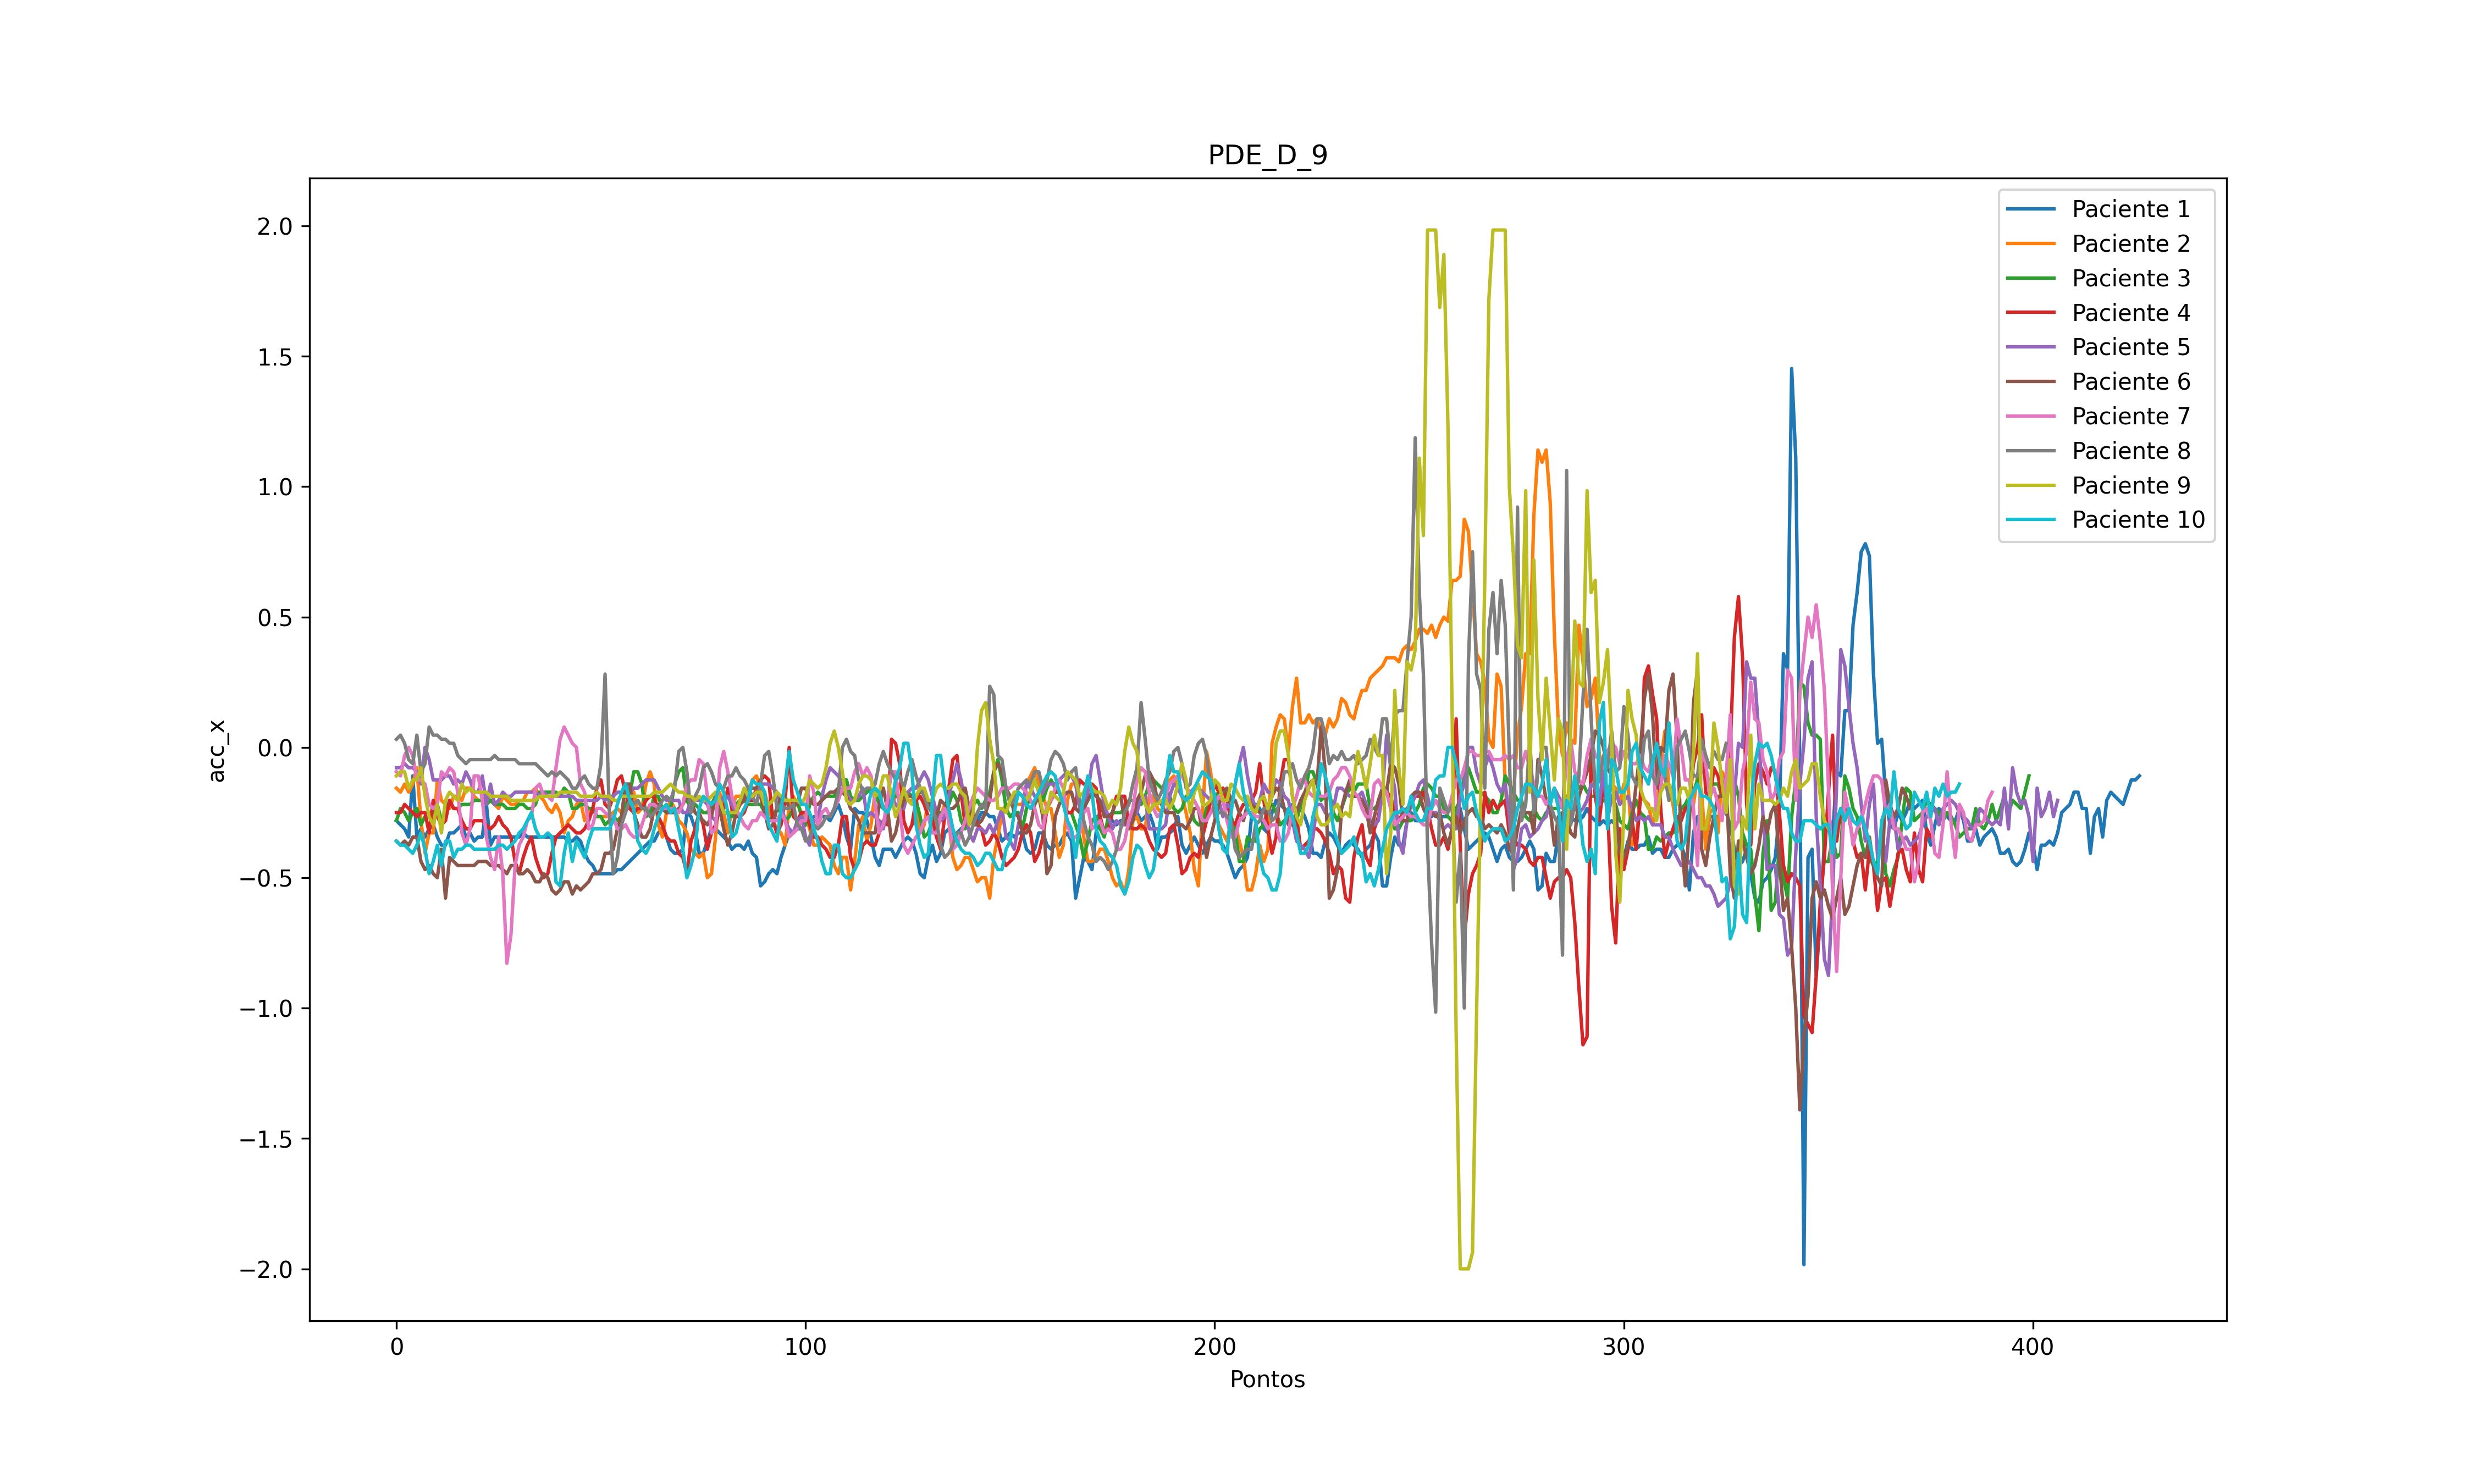 PDE_D_9
2.0
1.5
1.0
0.5
0.0
−0.5
−1.0
−1.5
−2.0
acc_x
0 100 200 300 400
Pontos
Paciente 1
Paciente 2
Paciente 3
Paciente 4
Paciente 5
Paciente 6
Paciente 7
Paciente 8
Paciente 9
Paciente 10